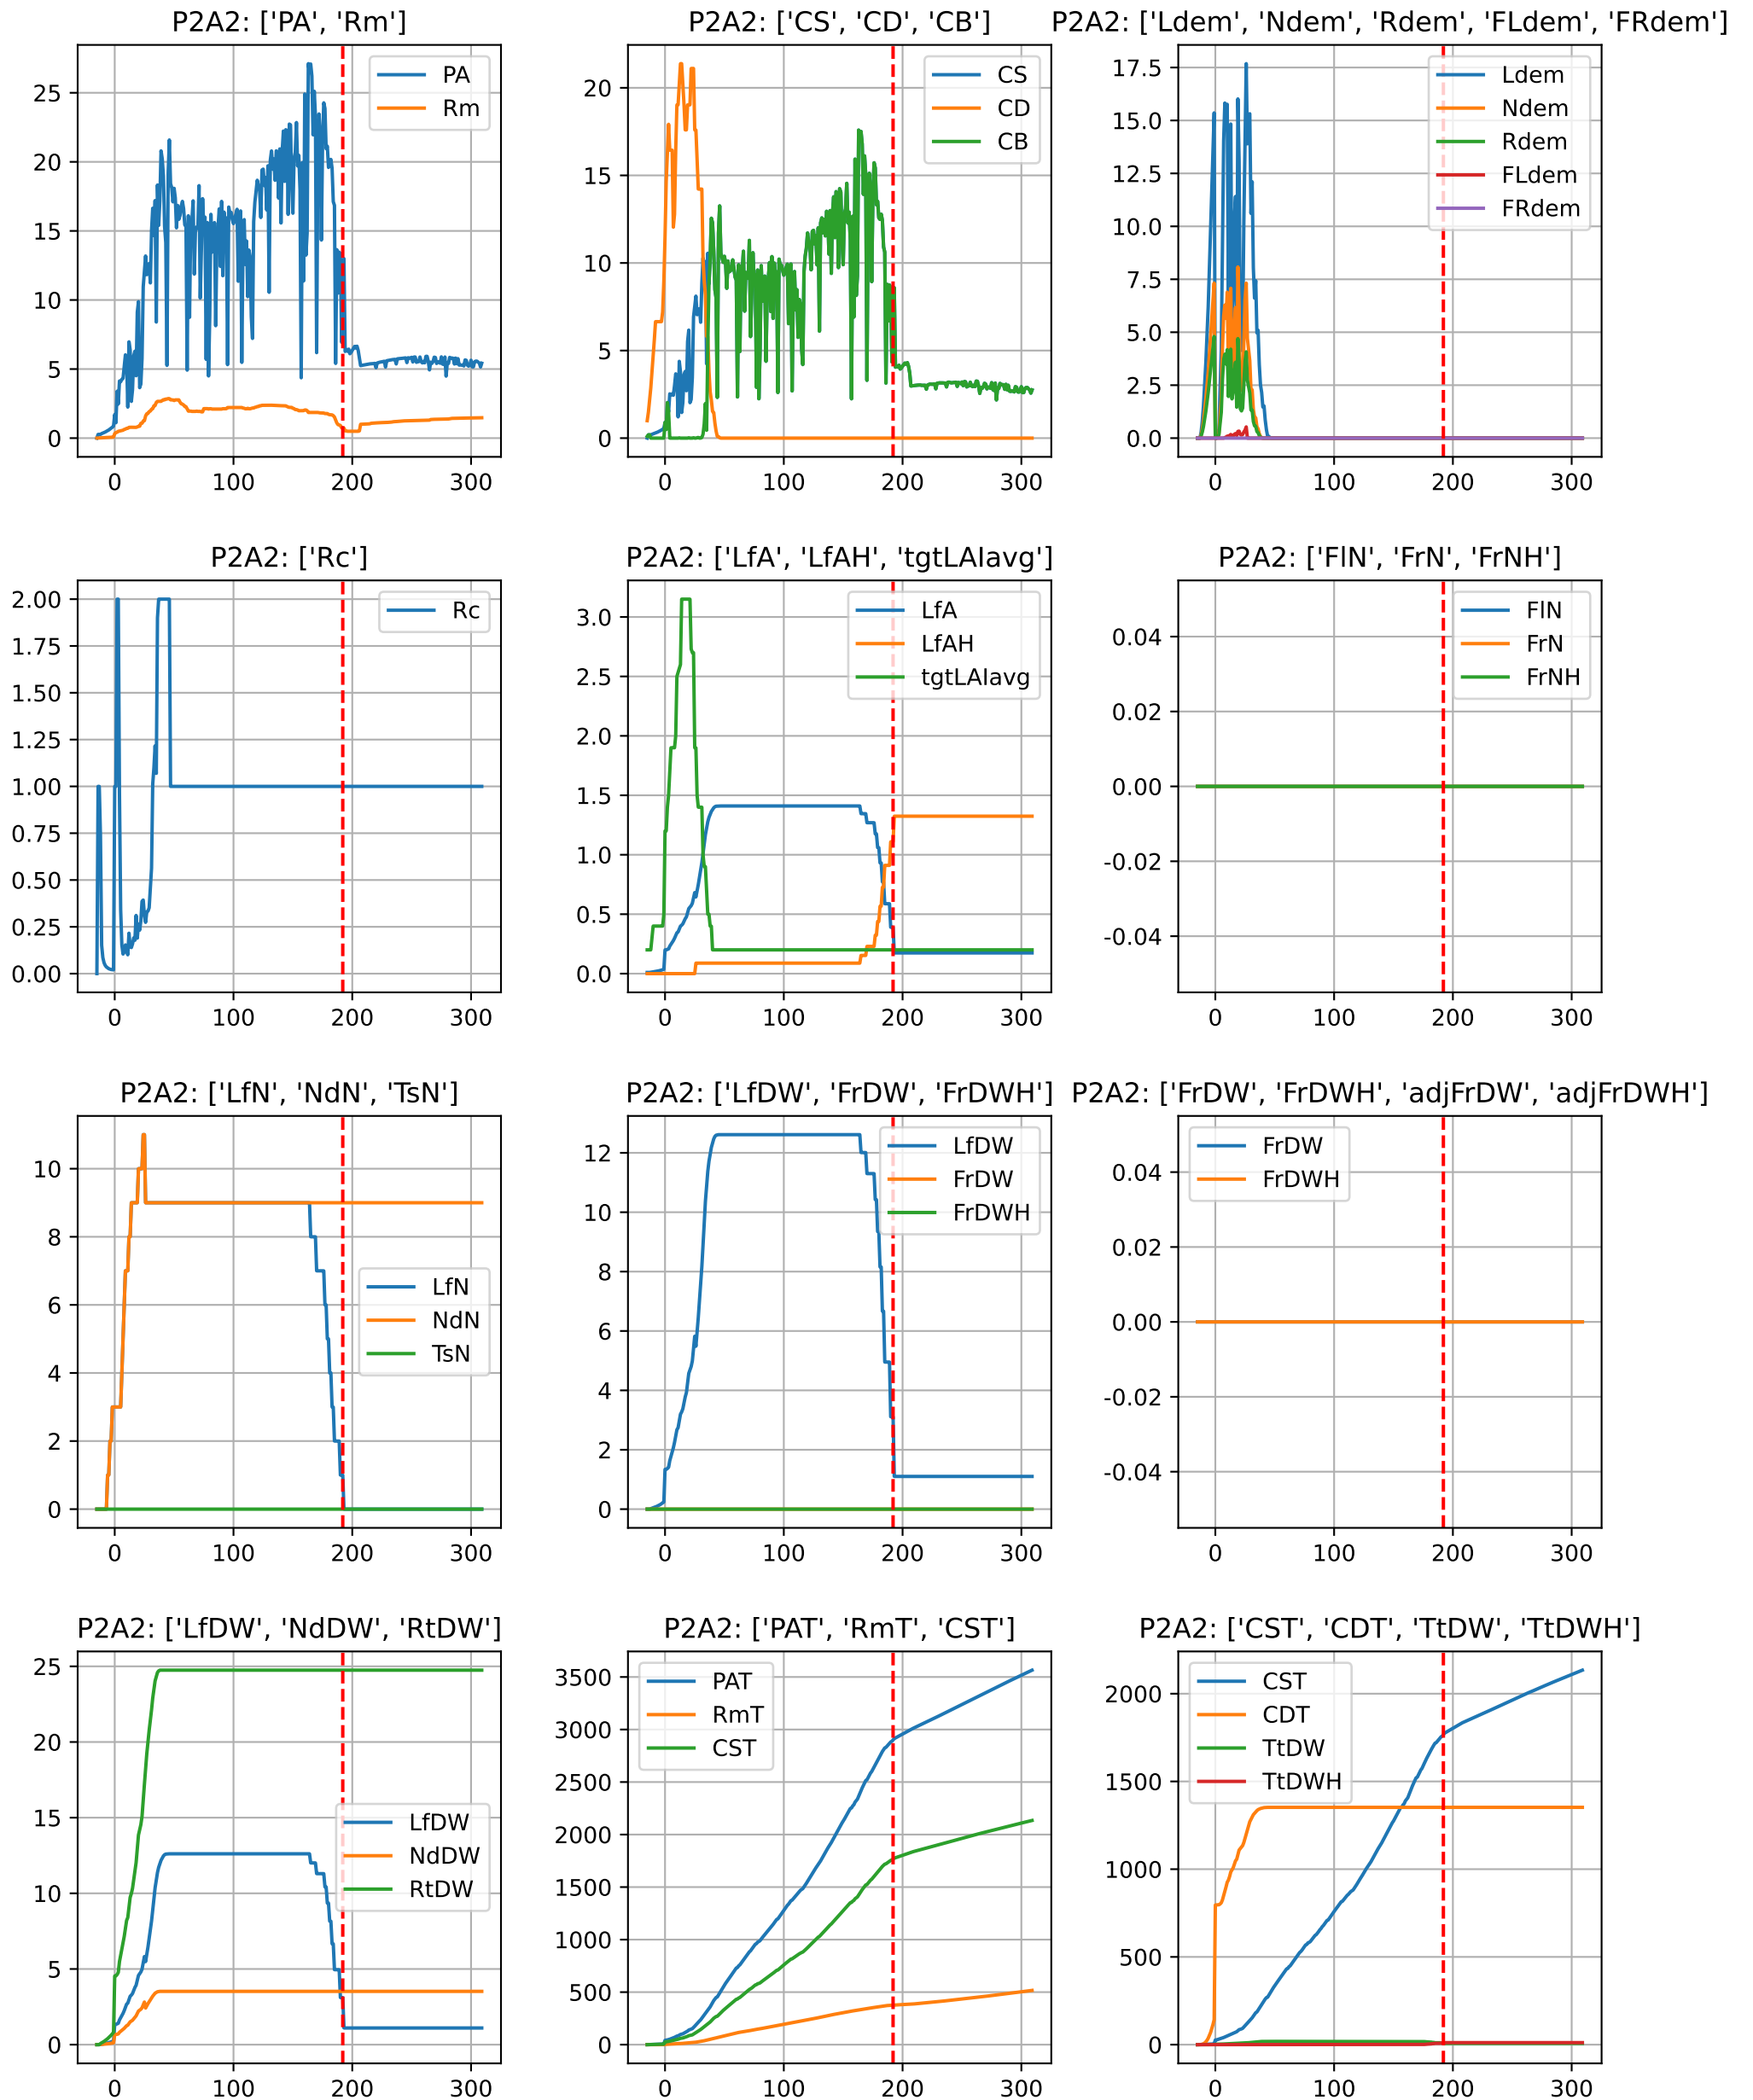 P2A2: ['PA', 'Rm']
25
20
15
10
5
0
0 100 200 300
PA
Rm
P2A2: ['CS', 'CD', 'CB']
20
15
10
5
0
0 100 200 300
CS
CD
CB
P2A2: ['Ldem', 'Ndem', 'Rdem', 'FLdem', 'FRdem']
17.5
15.0
12.5
10.0
7.5
5.0
2.5
0.0
0 100 200 300
Ldem
Ndem
Rdem
FLdem
FRdem
P2A2: ['Rc']
2.00
1.75
1.50
1.25
1.00
0.75
0.50
0.25
0.00
0 100 200 300
Rc
P2A2: ['LfA', 'LfAH', 'tgtLAIavg']
3.0
2.5
2.0
1.5
1.0
0.5
0.0
0 100 200 300
LfA
LfAH
tgtLAIavg
P2A2: ['FlN', 'FrN', 'FrNH']
0.04
0.02
0.00
-0.02
-0.04
0 100 200 300
FlN
FrN
FrNH
P2A2: ['LfN', 'NdN', 'TsN']
10
8
6
4
2
0
0 100 200 300
LfN
NdN
TsN
P2A2: ['LfDW', 'FrDW', 'FrDWH']
12
10
8
6
4
2
0
0 100 200 300
LfDW
FrDW
FrDWH
P2A2: ['FrDW', 'FrDWH', 'adjFrDW', 'adjFrDWH']
0.04
0.02
0.00
-0.02
-0.04
0 100 200 300
FrDW
FrDWH
P2A2: ['LfDW', 'NdDW', 'RtDW']
25
20
15
10
5
0
0 100 200 300
LfDW
NdDW
RtDW
P2A2: ['PAT', 'RmT', 'CST']
3500
3000
2500
2000
1500
1000
500
0
0 100 200 300
PAT
RmT
CST
P2A2: ['CST', 'CDT', 'TtDW', 'TtDWH']
2000
1500
1000
500
0
0 100 200 300
CST
CDT
TtDW
TtDWH